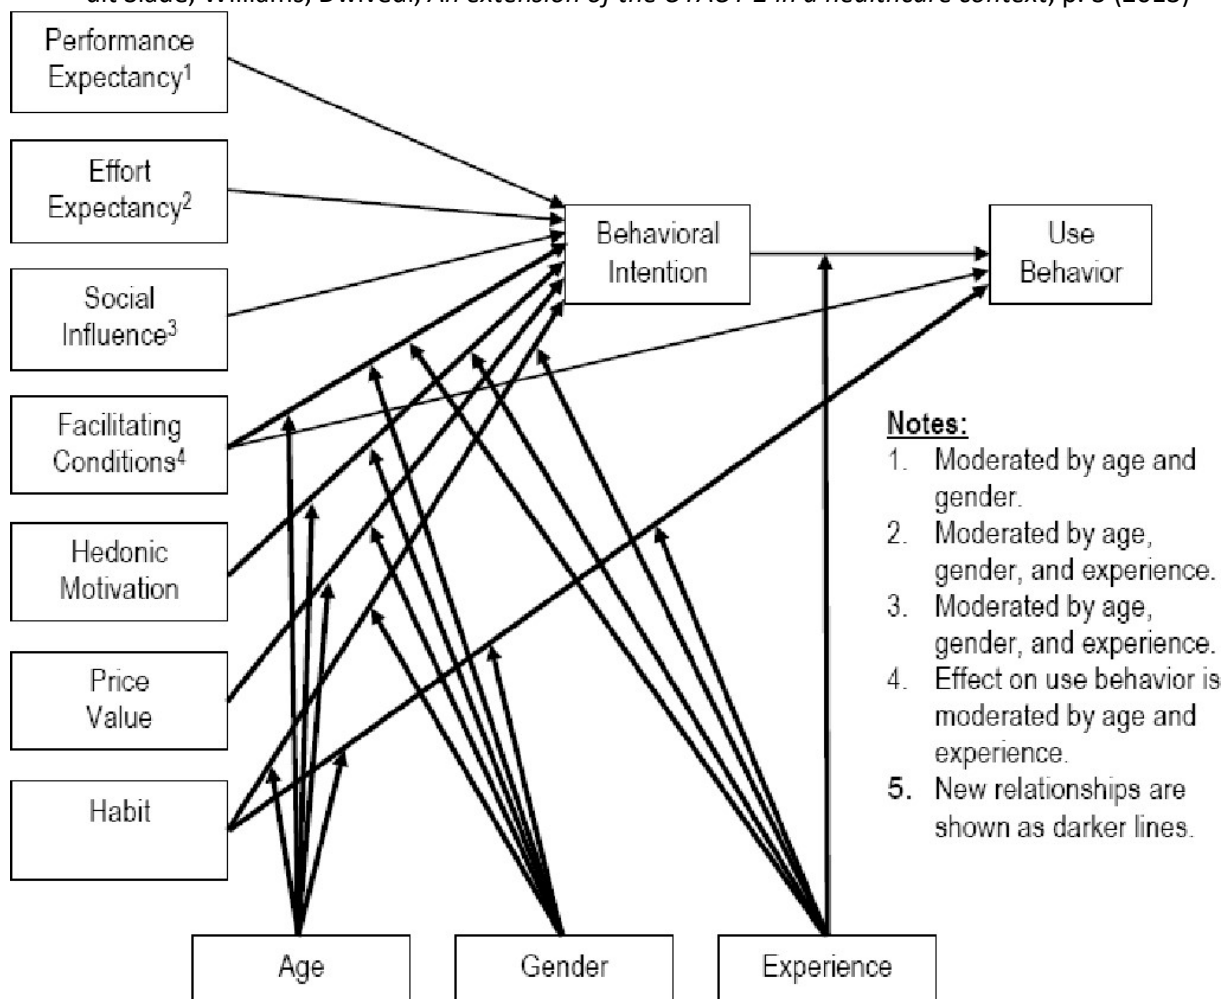 Performance
Expectancy¹
Effort
Expectancy²
Social
Influence³
Facilitating
Conditions⁴
Hedonic
Motivation
Price
Value
Habit
Behavioral
Intention
Use
Behavior
Notes:
1. Moderated by age and
gender.
2. Moderated by age,
gender, and experience.
3. Moderated by age,
gender, and experience.
4. Effect on use behavior is
moderated by age and
experience.
5. New relationships are
shown as darker lines.
Age
Gender
Experience